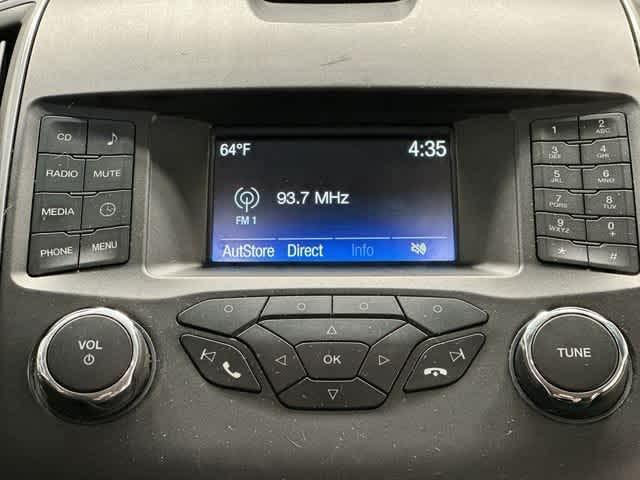 64°F 4:35
93.7 MHz
FM 1
AutStore Direct Info
CD
RADIO MUTE
MEDIA
PHONE MENU
1 2 ABC
3 DEF 4 GHI
5 JKL 6 MNO
7 PQRS 8 TUV
9 WXYZ 0 +
* #
VOL
OK
TUNE